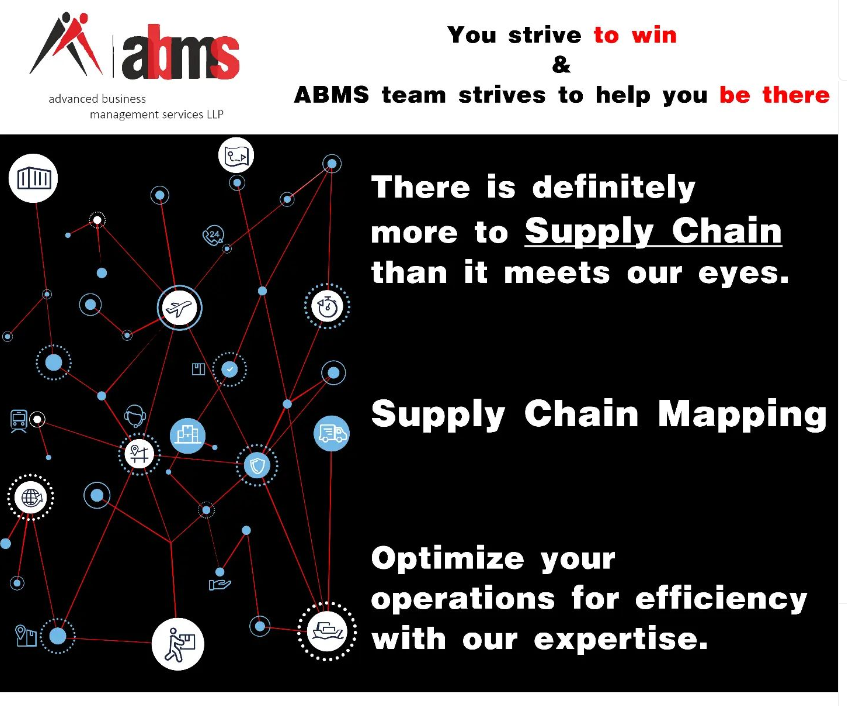 abms
advanced business
management services LLP
You strive to win
&
ABMS team strives to help you be there
24
There is definitely
more to Supply Chain
than it meets our eyes.
Supply Chain Mapping
Optimize your
operations for efficiency
with our expertise.